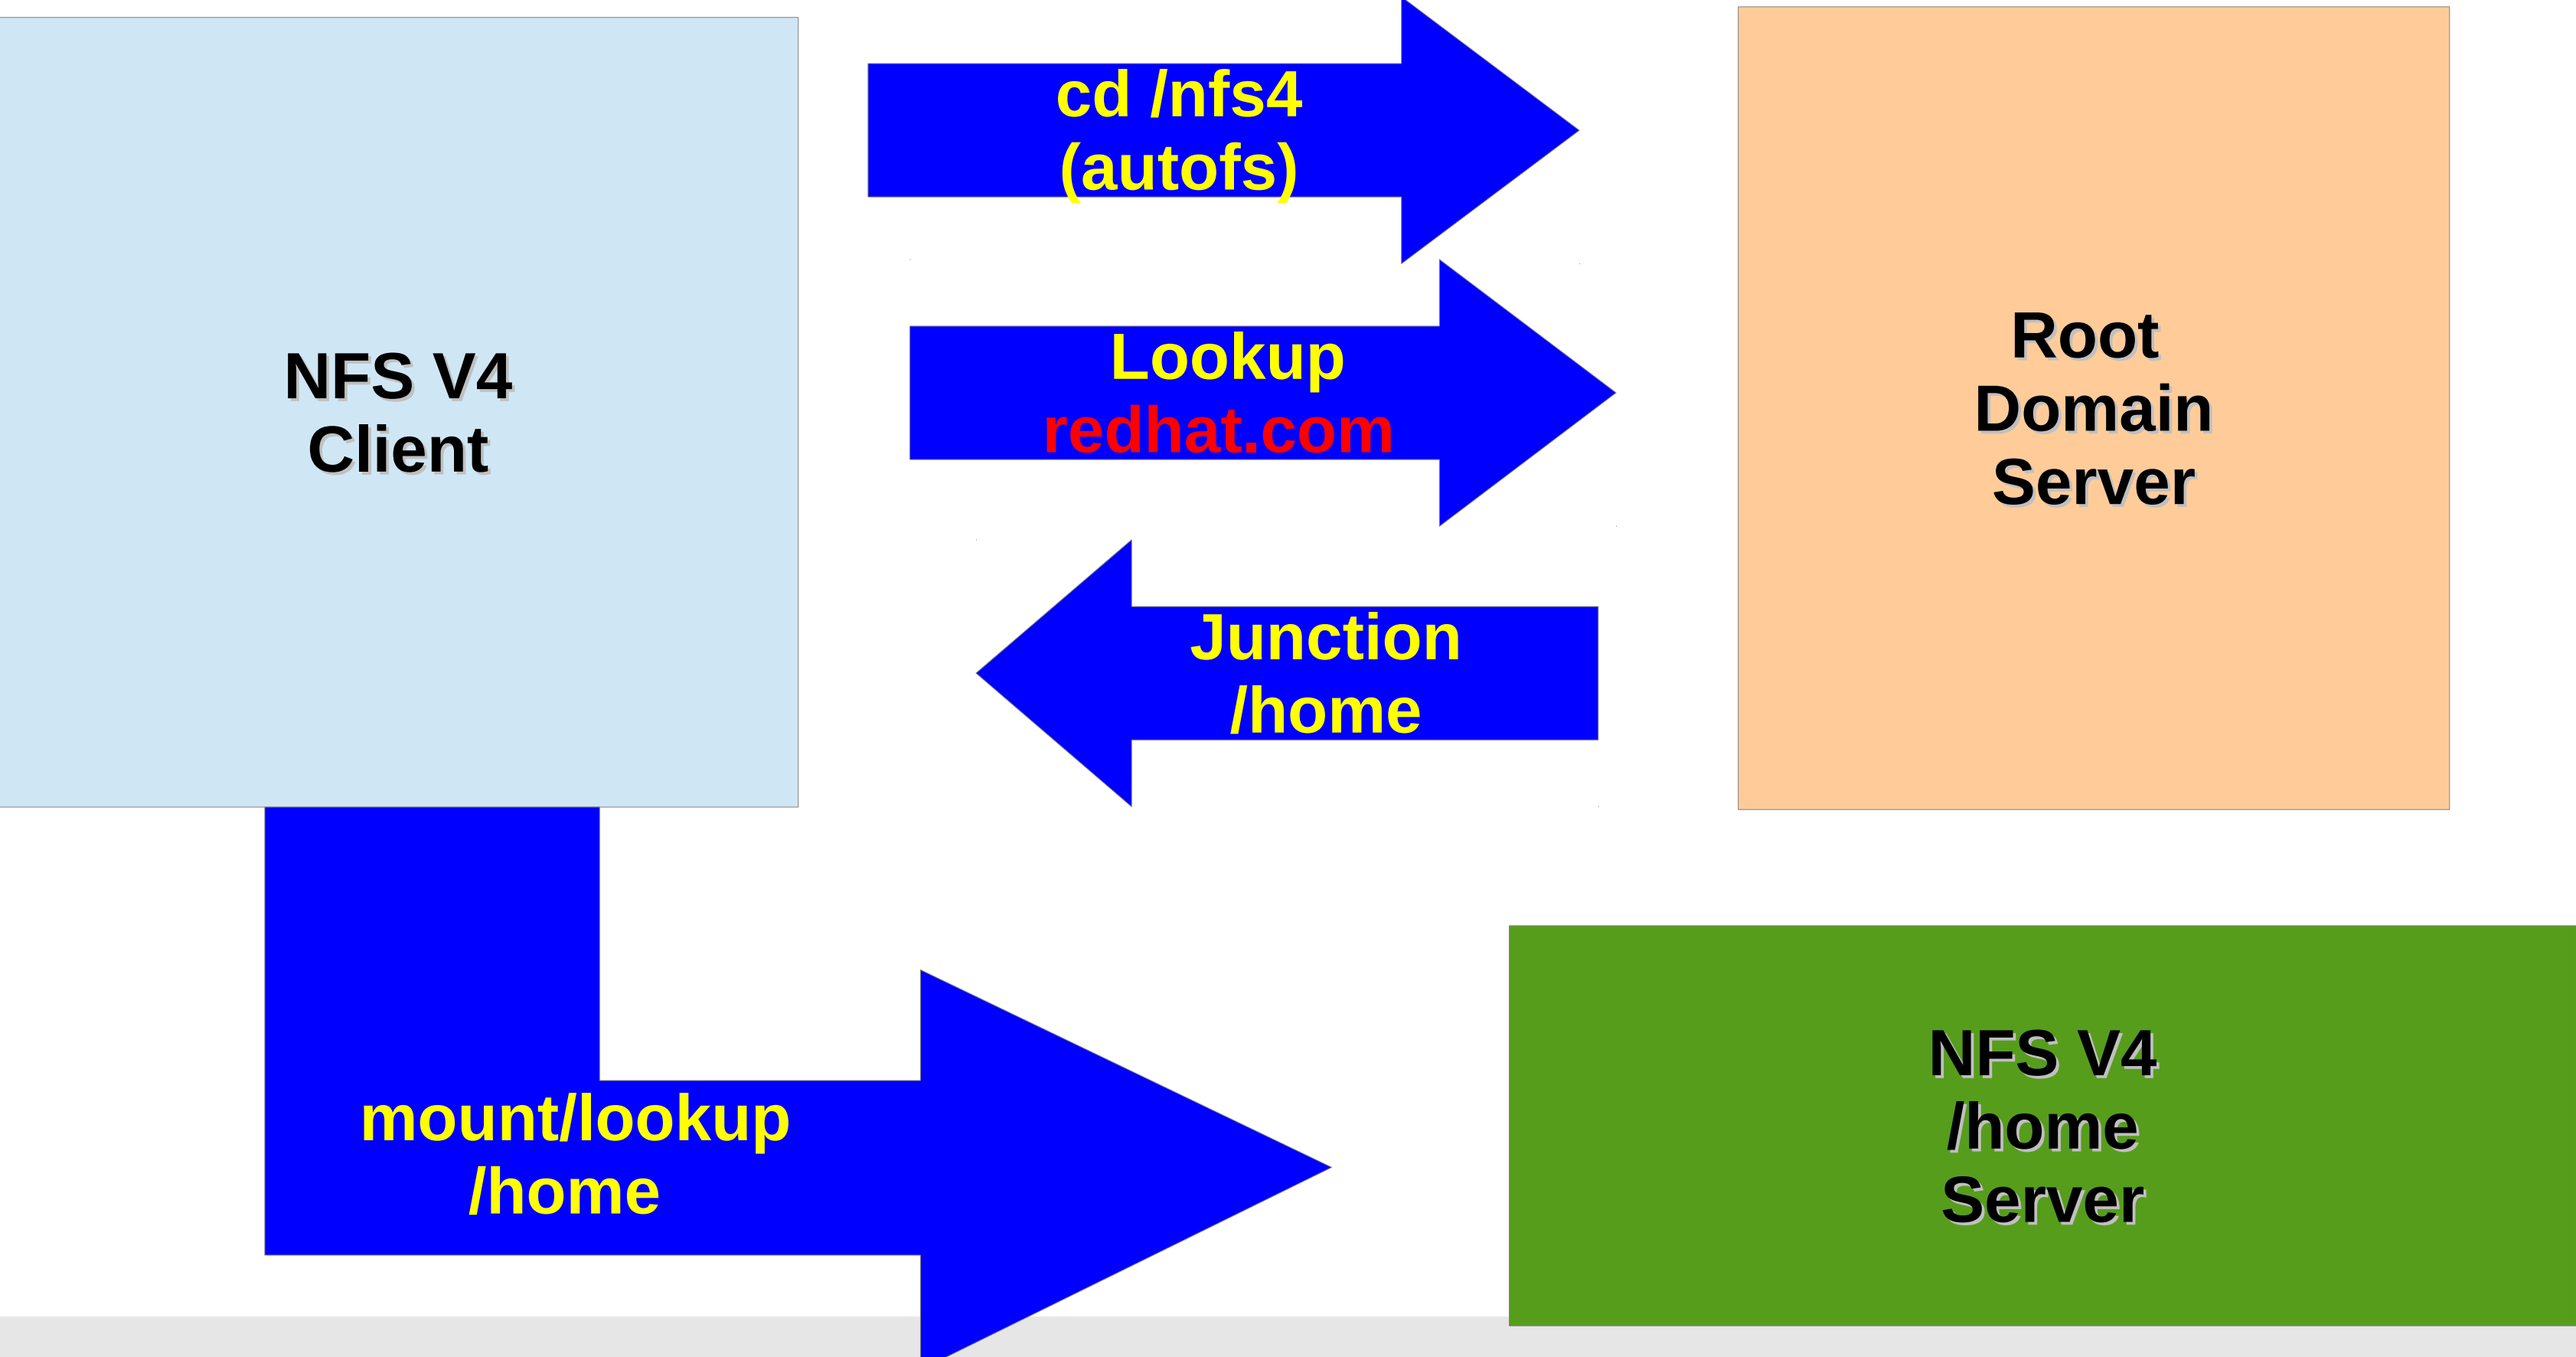 cd /nfs4
(autofs)
NFS V4
Client
Lookup
redhat.com
Root
Domain
Server
Junction
/home
mount/lookup
/home
NFS V4
/home
Server